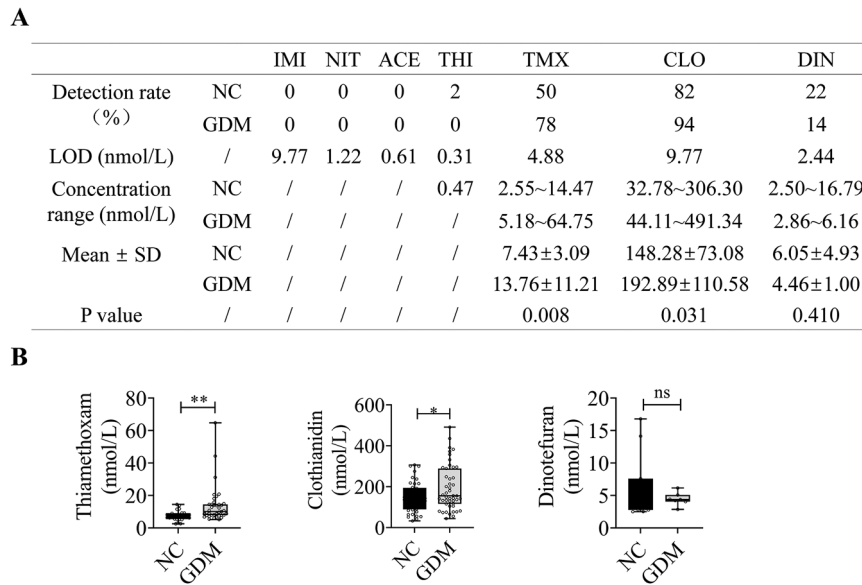 A
IMI NIT ACE THI TMX CLO DIN
Detection rate (%) NC 0 0 0 2 50 82 22
GDM 0 0 0 0 78 94 14
LOD (nmol/L) / 9.77 1.22 0.61 0.31 4.88 9.77 2.44
Concentration range (nmol/L) NC / / / 0.47 2.55~14.47 32.78~306.30 2.50~16.79
GDM / / / / 5.18~64.75 44.11~491.34 2.86~6.16
Mean ± SD NC / / / / 7.43±3.09 148.28±73.08 6.05±4.93
GDM / / / / 13.76±11.21 192.89±110.58 4.46±1.00
P value / / / / / 0.008 0.031 0.410
B
Thiamethoxam
(nmol/L)
80
60
40
20
0
**
NC
GDM
Clothianidin
(nmol/L)
600
400
200
0
*
NC
GDM
Dinotefuran
(nmol/L)
20
15
10
5
0
ns
NC
GDM